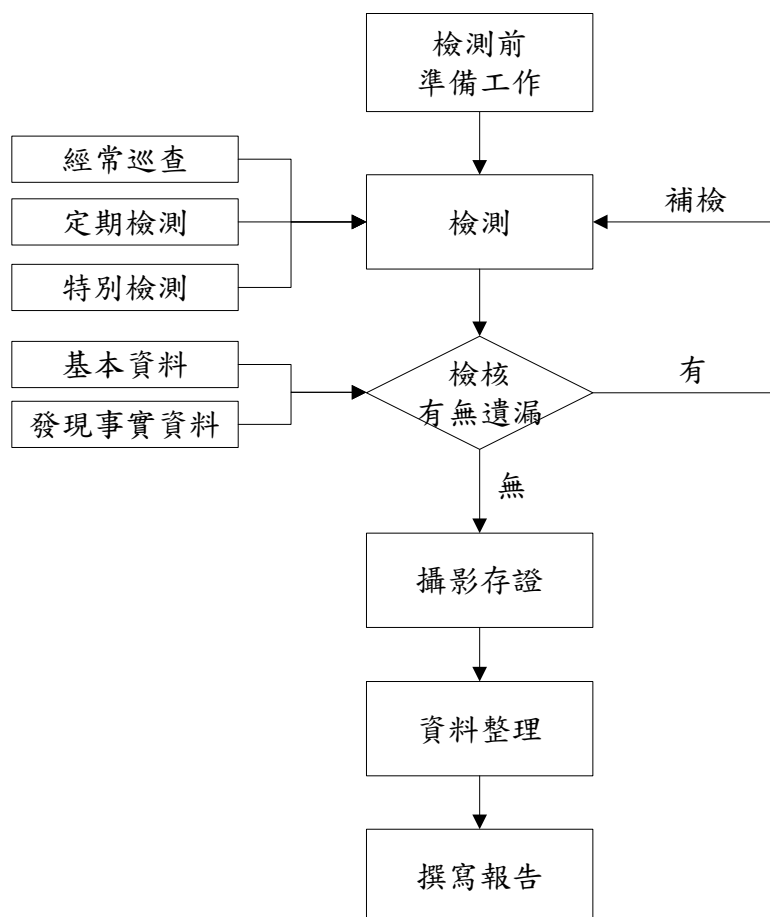 檢測前
準備工作
經常巡查
定期檢測
特別檢測
檢測
補檢
基本資料
發現事實資料
檢核
有無遺漏
有
無
攝影存證
資料整理
撰寫報告